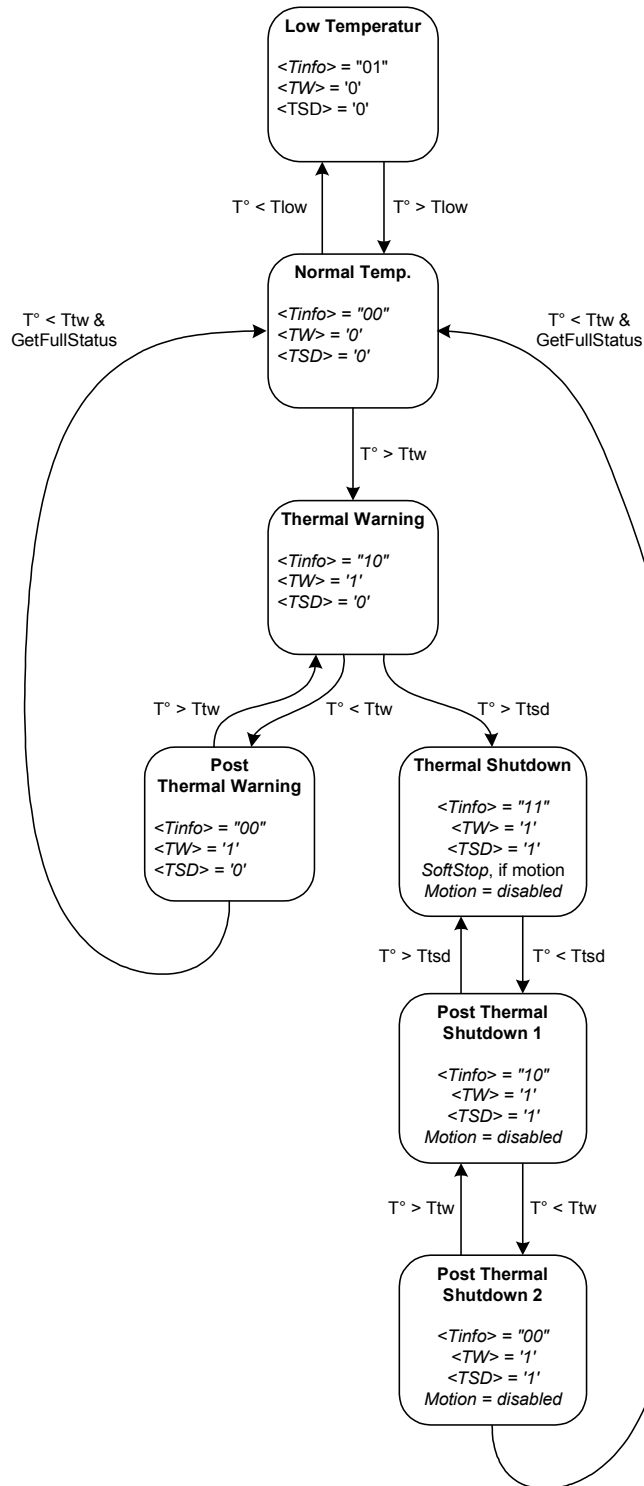 Low Temperatur
<Tinfo> = "01"
<TW> = '0'
<TSD> = '0'
T° < Tlow
T° > Tlow
Normal Temp.
<Tinfo> = "00"
<TW> = '0'
<TSD> = '0'
T° < Ttw &
GetFullStatus
T° < Ttw &
GetFullStatus
T° > Ttw
Thermal Warning
<Tinfo> = "10"
<TW> = '1'
<TSD> = '0'
T° > Ttw
T° < Ttw
T° > Ttsd
Post
Thermal Warning
<Tinfo> = "00"
<TW> = '1'
<TSD> = '0'
Thermal Shutdown
<Tinfo> = "11"
<TW> = '1'
<TSD> = '1'
SoftStop, if motion
Motion = disabled
T° > Ttsd
T° < Ttsd
Post Thermal
Shutdown 1
<Tinfo> = "10"
<TW> = '1'
<TSD> = '1'
Motion = disabled
T° > Ttw
T° < Ttw
Post Thermal
Shutdown 2
<Tinfo> = "00"
<TW> = '1'
<TSD> = '1'
Motion = disabled